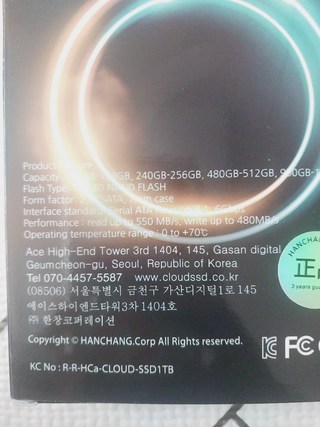 Product
Capacity GB, 240GB-256GB, 480GB-512GB,
Flash Type FLASH
Form factor case
Interface standard
Performance : read up to 550 MB/s, write up to 480MB/s
Operating temperature range : 0 to +70℃
Ace High-End Tower 3rd 1404, 145, Gasan digital
Geumcheon-gu, Seoul, Republic of Korea
Tel 070-4457-5587 www.cloudssd.co.kr
(08506) 서울특별시 금천구 가산디지털1로 145
에이스하이엔드타워3차 1404호
㈜ 한창코퍼레이션
HANCHANG
正
3 years
Copyright © HANCHANG.Corp All Rights reserved.
FC
KC No : R-R-HCa-CLOUD-SSD1TB